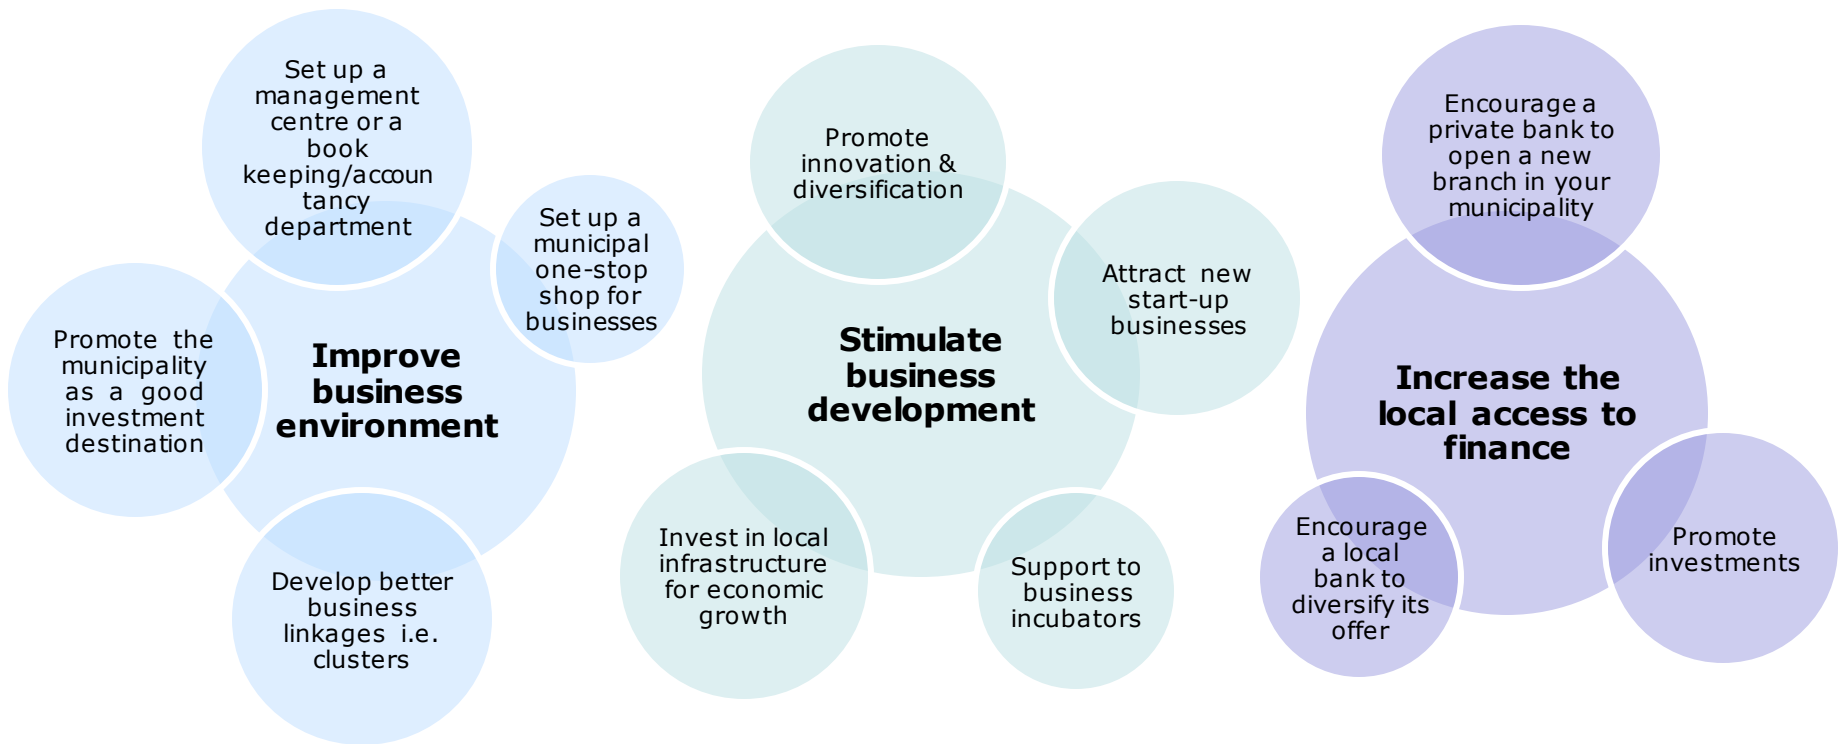 Set up a
management
centre or a
book
keeping/accoun
tancy
department
Set up a
municipal
one-stop
shop for
businesses
Promote the
municipality
as a good
investment
destination
Improve
business
environment
Develop better
business
linkages i.e.
clusters
Promote
innovation &
diversification
Attract new
start-up
businesses
Stimulate
business
development
Invest in local
infrastructure
for economic
growth
Support to
business
incubators
Encourage a
private bank to
open a new
branch in your
municipality
Increase the
local access to
finance
Encourage
a local
bank to
diversify its
offer
Promote
investments